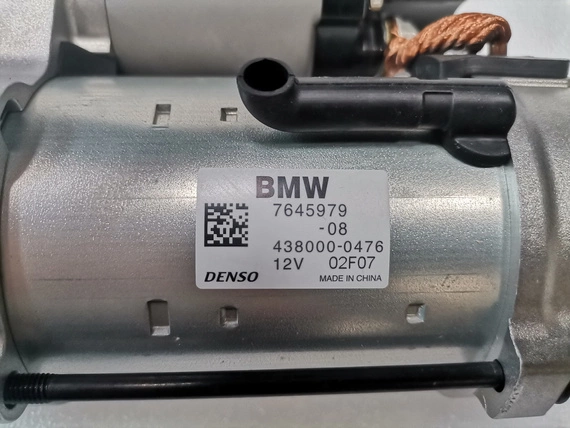 BMW
7645979
-08
438000-0476
12V 02F07
DENSO MADE IN CHINA